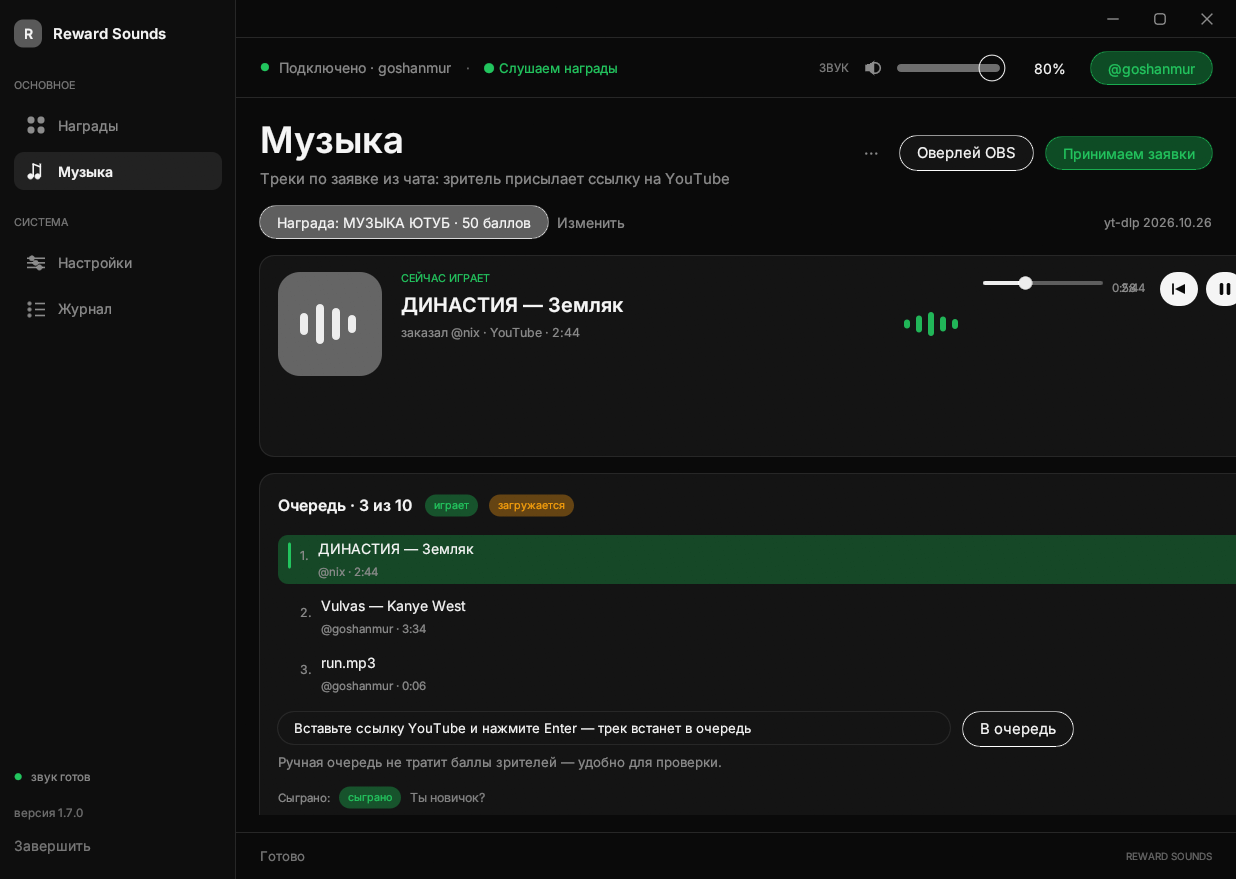 R Reward Sounds
ОСНОВНОЕ
Награды
Музыка
СИСТЕМА
Настройки
Журнал
звук готов
версия 1.7.0
Завершить
Подключено · goshanmur · Слушаем награды
ЗВУК 80% @goshanmur
Музыка
Треки по заявке из чата: зритель присылает ссылку на YouTube
··· Оверлей OBS Принимаем заявки
Награда: МУЗЫКА ЮТУБ · 50 баллов Изменить
yt-dlp 2026.10.26
СЕЙЧАС ИГРАЕТ
ДИНАСТИЯ — Земляк
заказал @nix · YouTube · 2:44
Очередь · 3 из 10 играет загружается
1. ДИНАСТИЯ — Земляк
@nix · 2:44
2. Vulvas — Kanye West
@goshanmur · 3:34
3. run.mp3
@goshanmur · 0:06
Вставьте ссылку YouTube и нажмите Enter — трек встанет в очередь
В очередь
Ручная очередь не тратит баллы зрителей — удобно для проверки.
Сыграно: сыграно Ты новичок?
Готово
REWARD SOUNDS